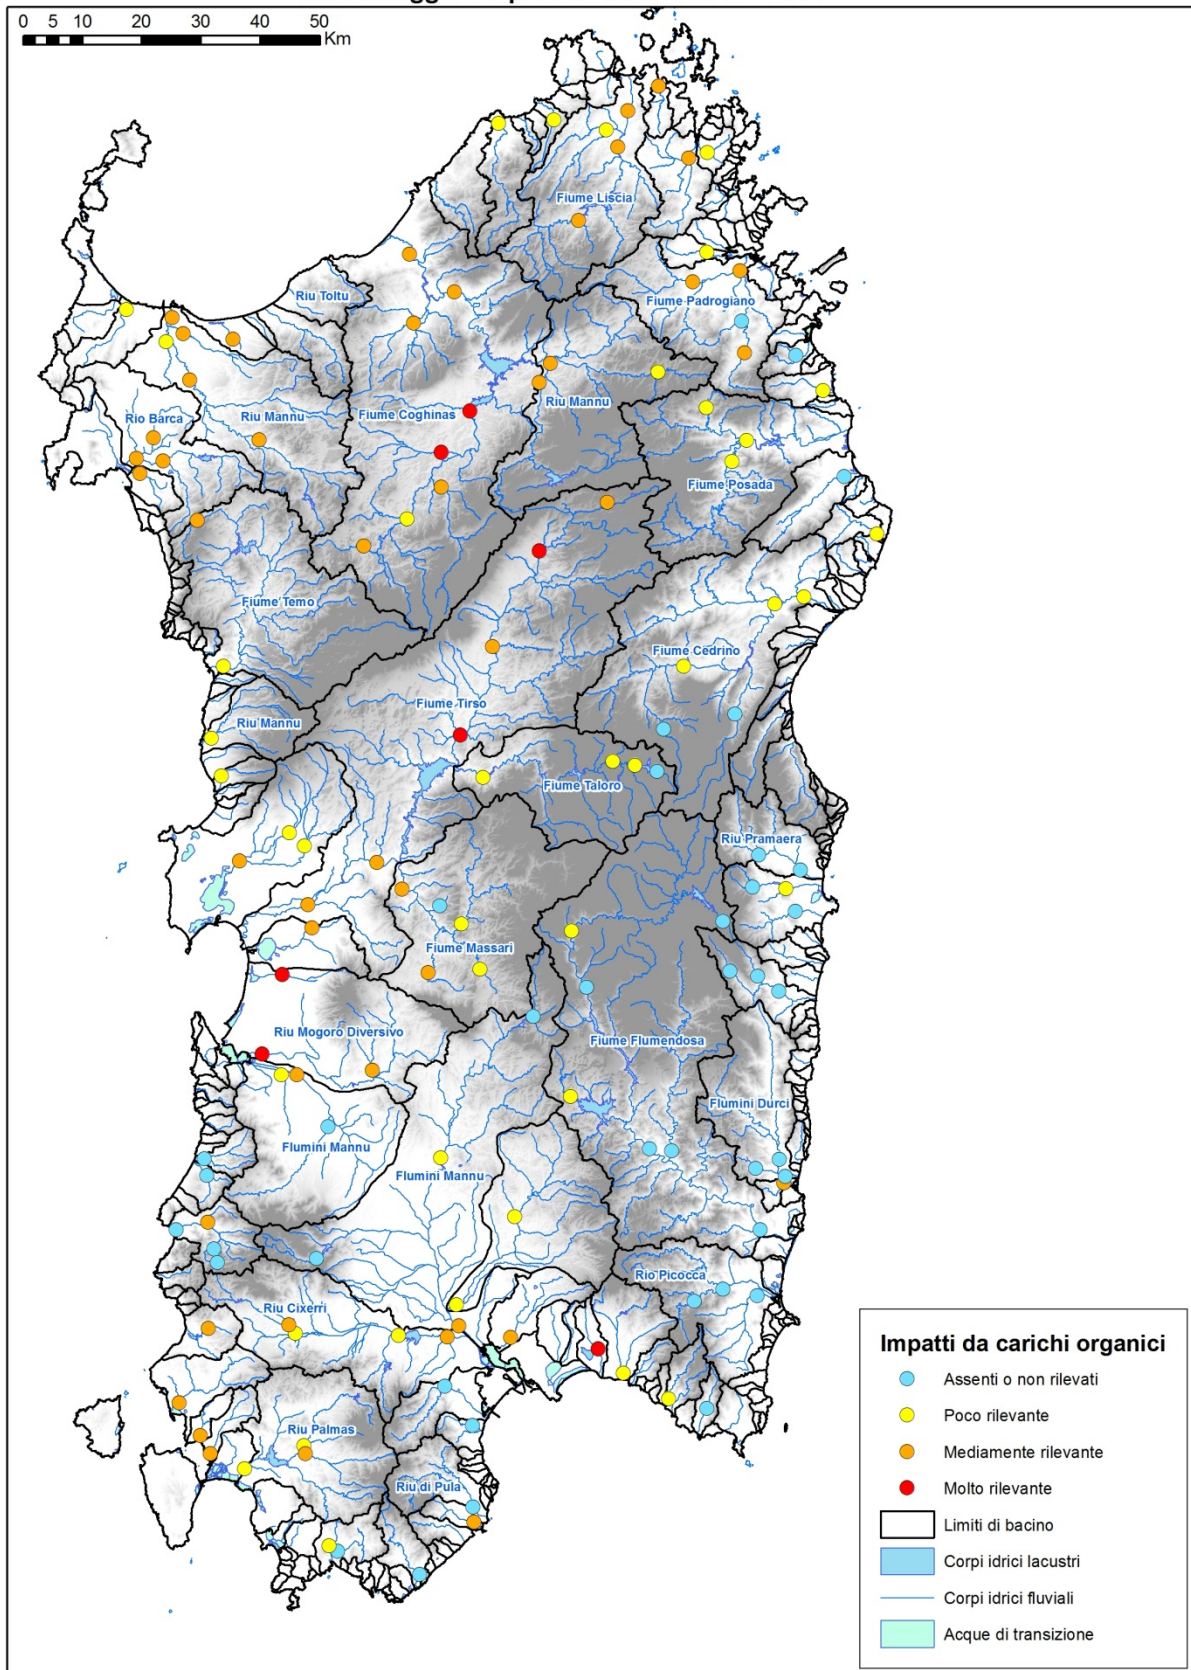 0 5 10 20 30 40 50
Km
Fiume Liscia
Riu Toltu
Fiume Padrogiano
Fiume Coghinas
Riu Mannu
Rio Barca
Riu Mannu
Fiume Posada
Fiume Temo
Fiume Cedrino
Fiume Tirso
Riu Mannu
Fiume Taloro
Riu Pramaera
Fiume Massari
Riu Mogoro Diversivo
Fiume Flumendosa
Flumini Durci
Flumini Mannu
Flumini Mannu
Rio Picocca
Riu Cixerri
Riu Palmas
Riu di Pula
Impatti da carichi organici
Assenti o non rilevati
Poco rilevante
Mediamente rilevante
Molto rilevante
Limiti di bacino
Corpi idrici lacustri
Corpi idrici fluviali
Acque di transizione